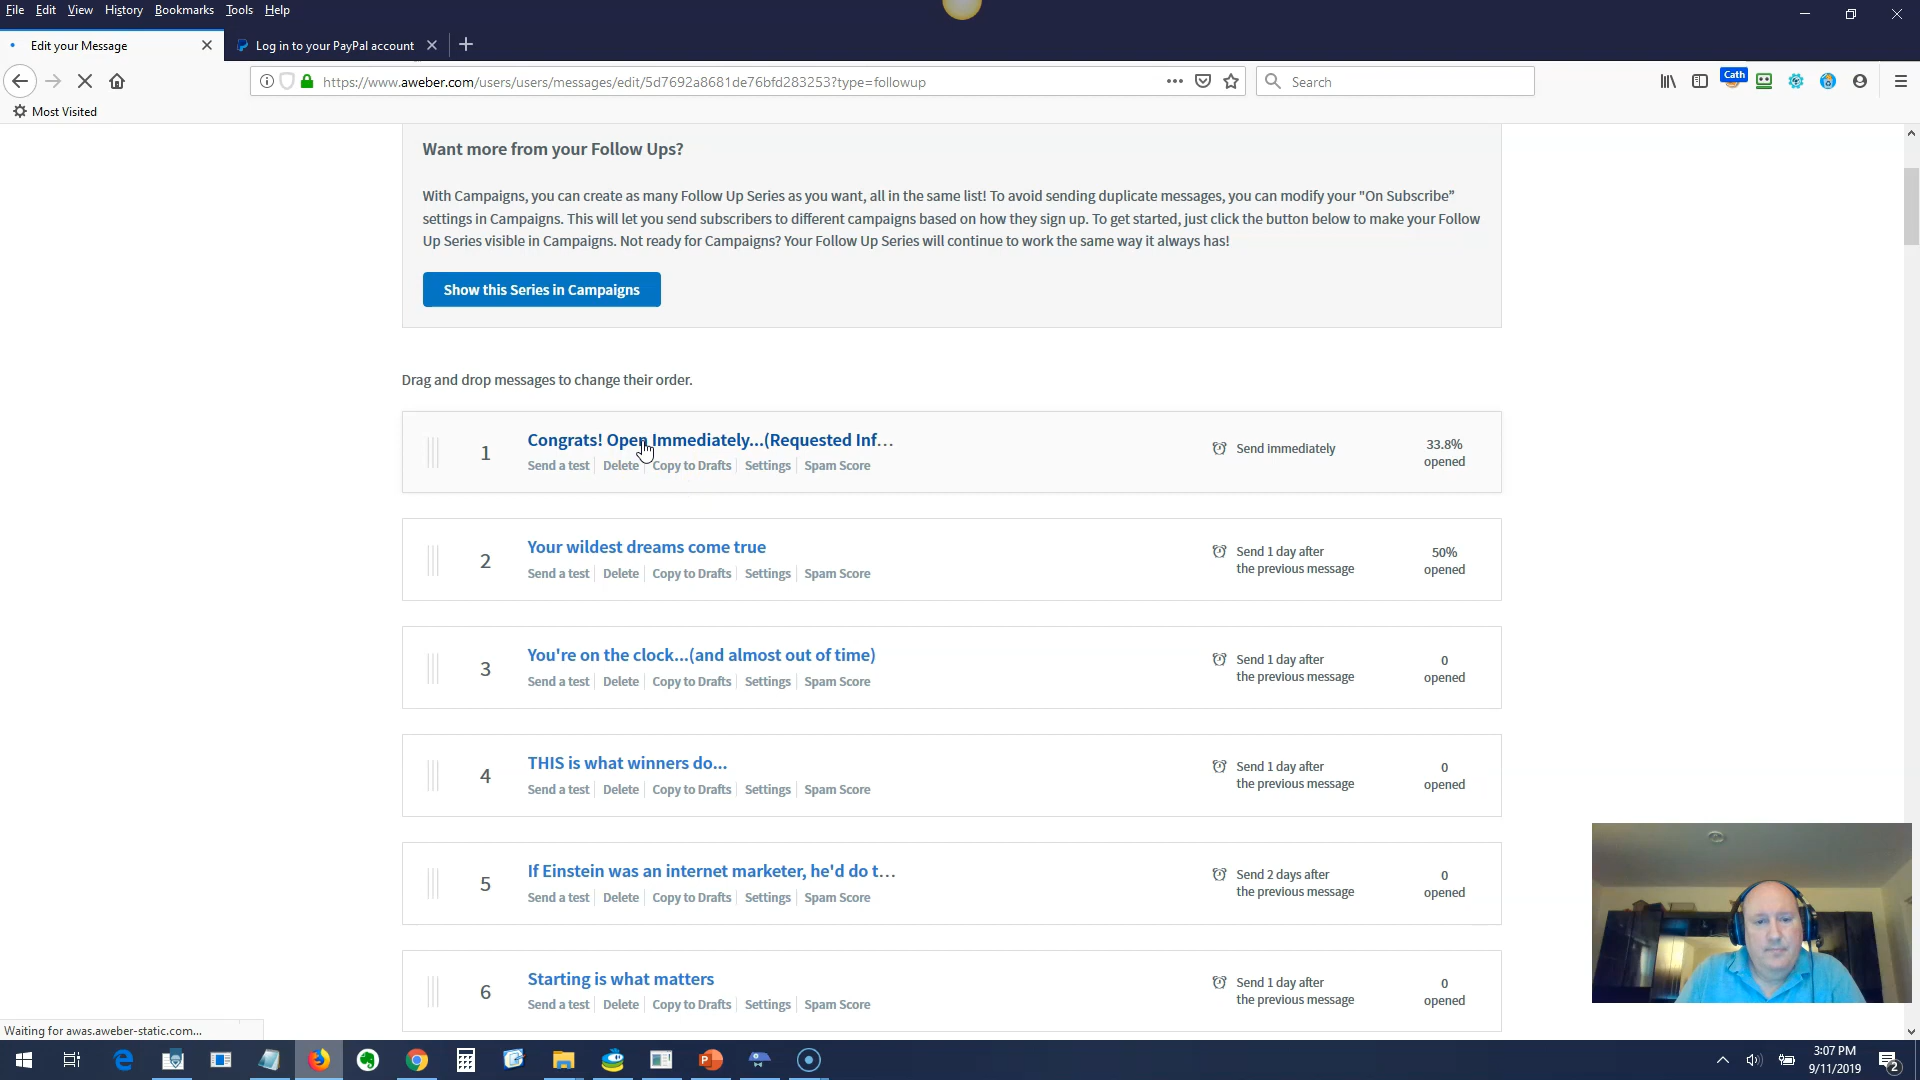 File Edit View History Bookmarks Tools Help
Edit your Message
Log in to your PayPal account
https://www.aweber.com/users/users/messages/edit/5d7692a8681de76bfd283253?type=followup
Search
Cath
Most Visited
Want more from your Follow Ups?
With Campaigns, you can create as many Follow Up Series as you want, all in the same list! To avoid sending duplicate messages, you can modify your "On Subscribe”
settings in Campaigns. This will let you send subscribers to different campaigns based on how they sign up. To get started, just click the button below to make your Follow
Up Series visible in Campaigns. Not ready for Campaigns? Your Follow Up Series will continue to work the same way it always has!
Show this Series in Campaigns
Drag and drop messages to change their order.
1
Congrats! Open Immediately...(Requested Inf...
Send a test Delete Copy to Drafts Settings Spam Score
Send immediately
33.8%
opened
2
Your wildest dreams come true
Send a test Delete Copy to Drafts Settings Spam Score
Send 1 day after
the previous message
50%
opened
3
You're on the clock...(and almost out of time)
Send a test Delete Copy to Drafts Settings Spam Score
Send 1 day after
the previous message
0
opened
4
THIS is what winners do...
Send a test Delete Copy to Drafts Settings Spam Score
Send 1 day after
the previous message
0
opened
5
If Einstein was an internet marketer, he'd do t...
Send a test Delete Copy to Drafts Settings Spam Score
Send 2 days after
the previous message
0
opened
6
Starting is what matters
Send a test Delete Copy to Drafts Settings Spam Score
Send 1 day after
the previous message
0
opened
Waiting for awas.aweber-static.com...
3:07 PM
9/11/2019
2